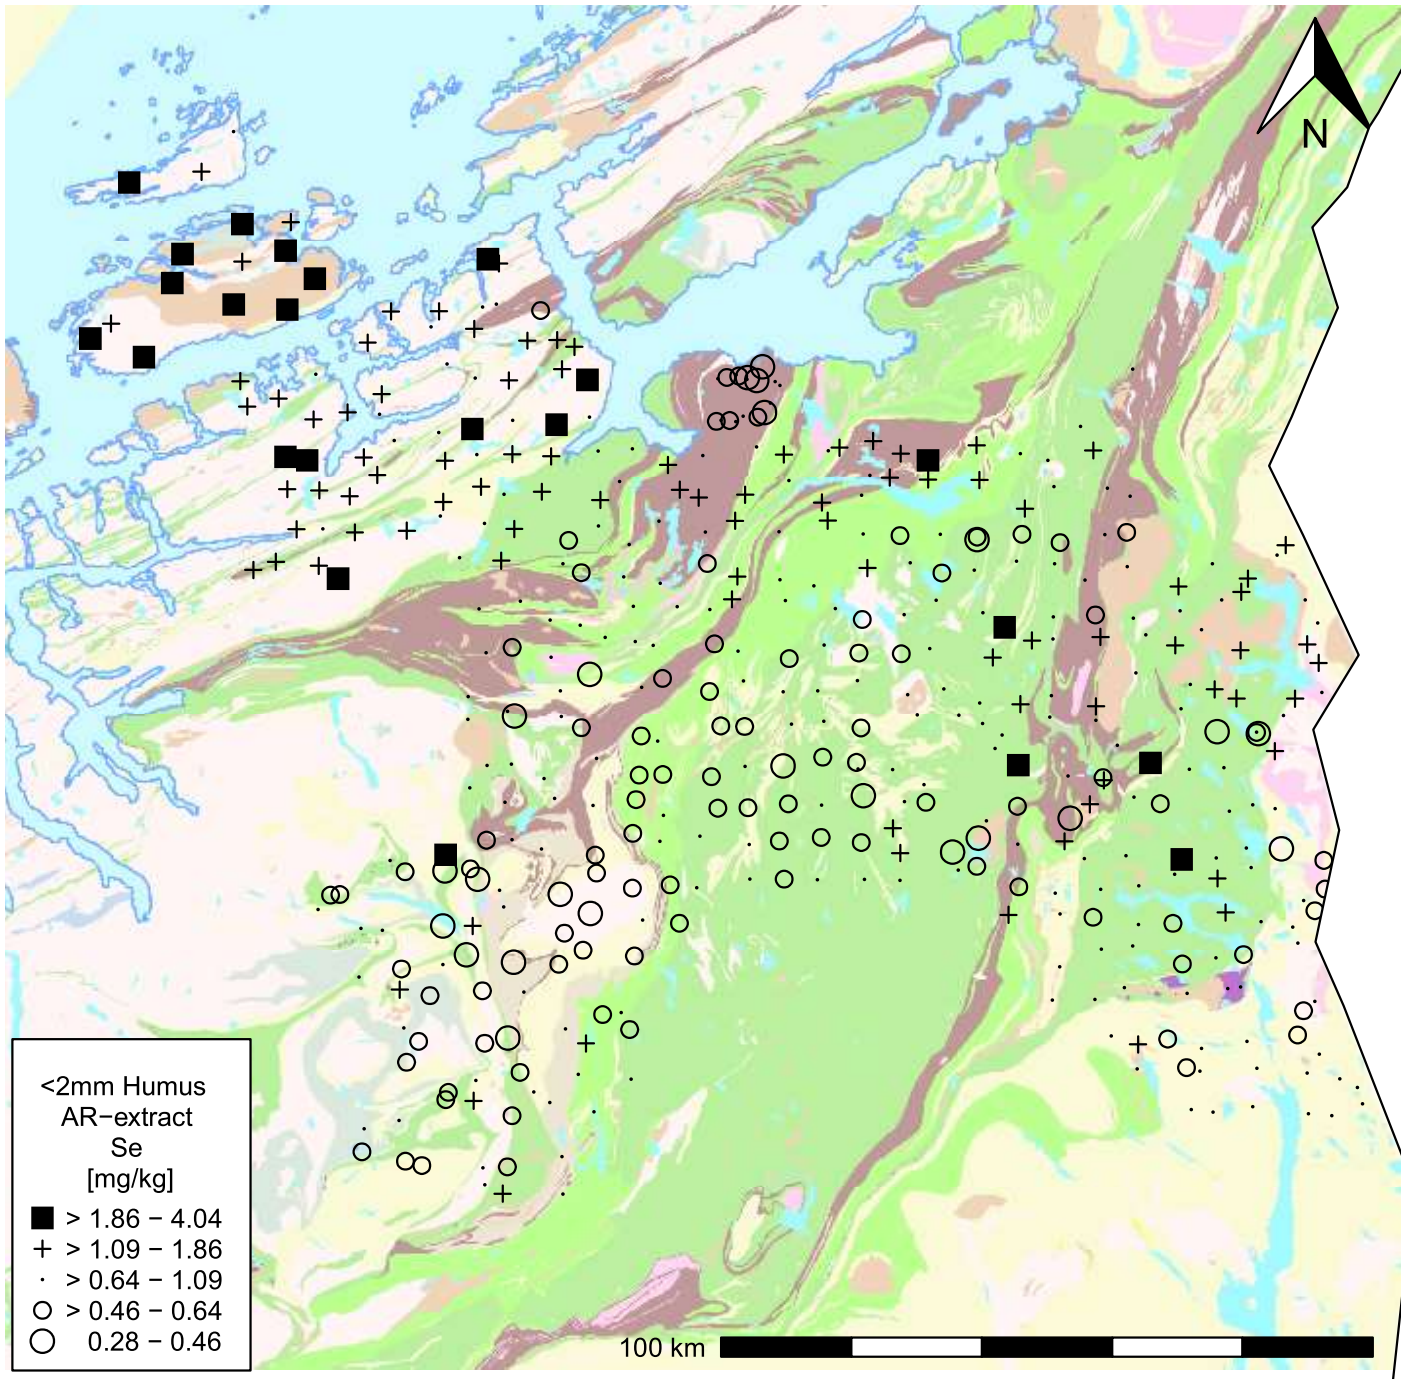 N
<2mm Humus
AR−extract
Se
[mg/kg]
> 1.86 − 4.04
> 1.09 − 1.86
> 0.64 − 1.09
> 0.46 − 0.64
0.28 − 0.46
100 km